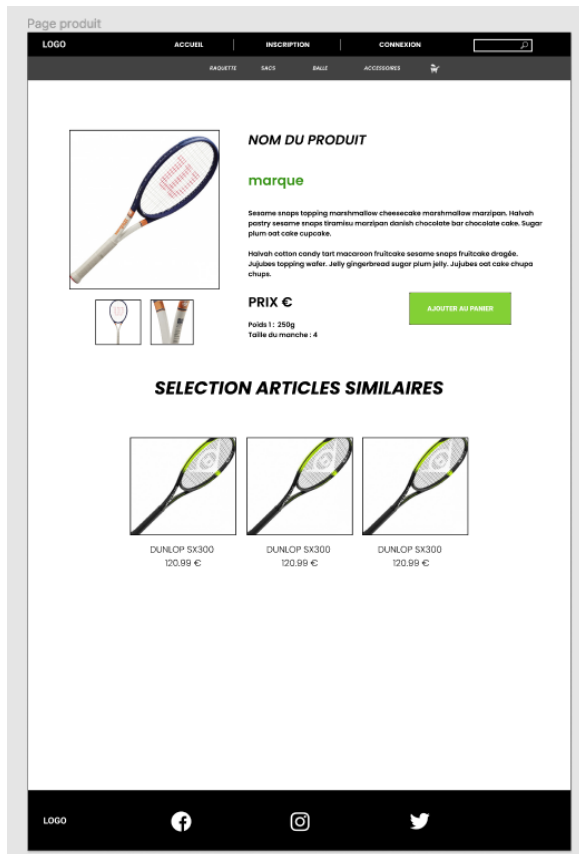 Page produit
LOGO ACCUEIL INSCRIPTION CONNEXION
RAQUETTE SACS BALLE ACCESSOIRES
NOM DU PRODUIT
marque
Sesame snaps topping marshmallow cheesecake marshmallow marzipan. Halvah
pastry sesame snaps tiramisu marzipan danish chocolate bar chocolate cake. Sugar
plum oat cake cupcake.
Halvah cotton candy tart macaroon fruitcake sesame snaps fruitcake dragée.
Jujubes topping wafer. Jelly gingerbread sugar plum jelly. Jujubes oat cake chupa
chups.
PRIX €
AJOUTER AU PANIER
Poids 1 : 250g
Taille du manche : 4
SELECTION ARTICLES SIMILAIRES
DUNLOP SX300 DUNLOP SX300 DUNLOP SX300
120.99 € 120.99 € 120.99 €
LOGO